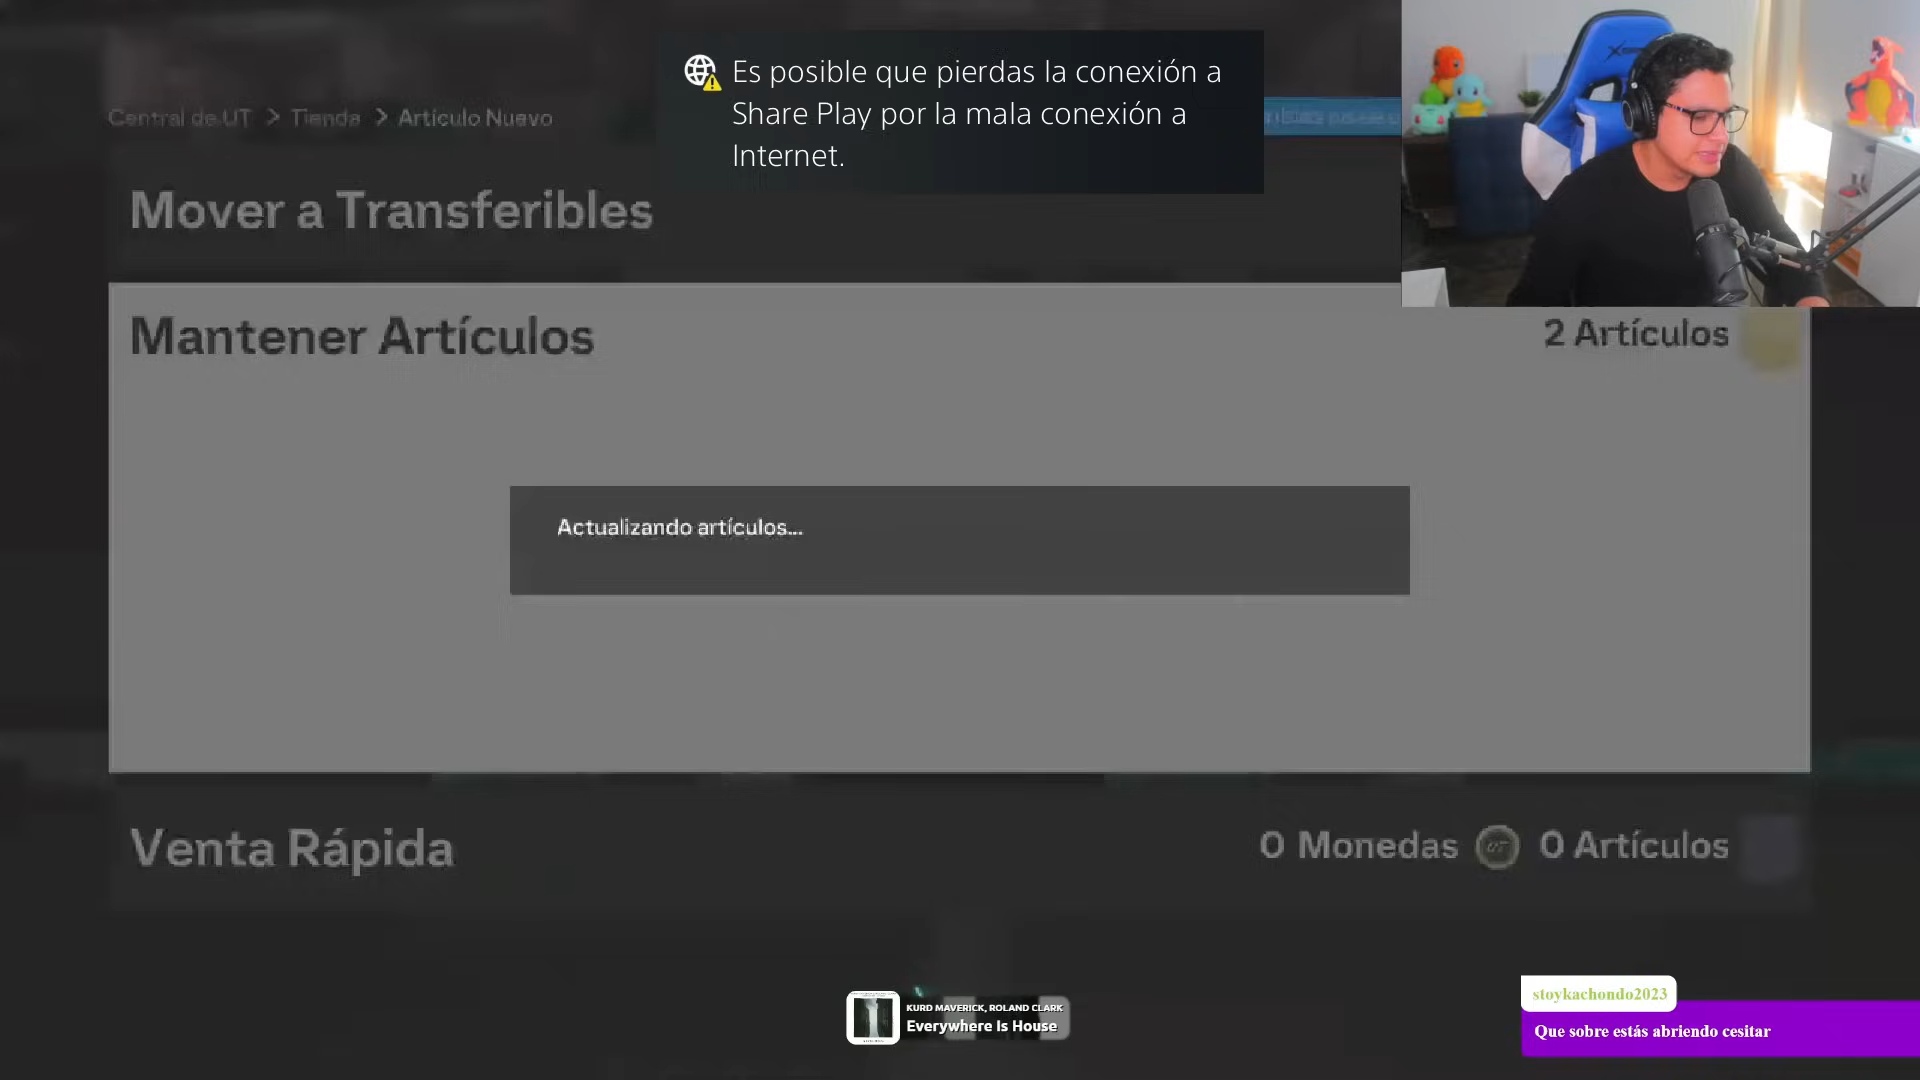 Es posible que pierdas la conexión a
Share Play por la mala conexión a
Internet.
Central de UT > Tienda > Artículo Nuevo
Mover a Transferibles
Mantener Artículos
2 Artículos
Actualizando artículos...
Venta Rápida
0 Monedas
0 Artículos
KURD MAVERICK, ROLAND CLARK
Everywhere Is House
stoykachondo2023
Que sobre estás abriendo cesitar